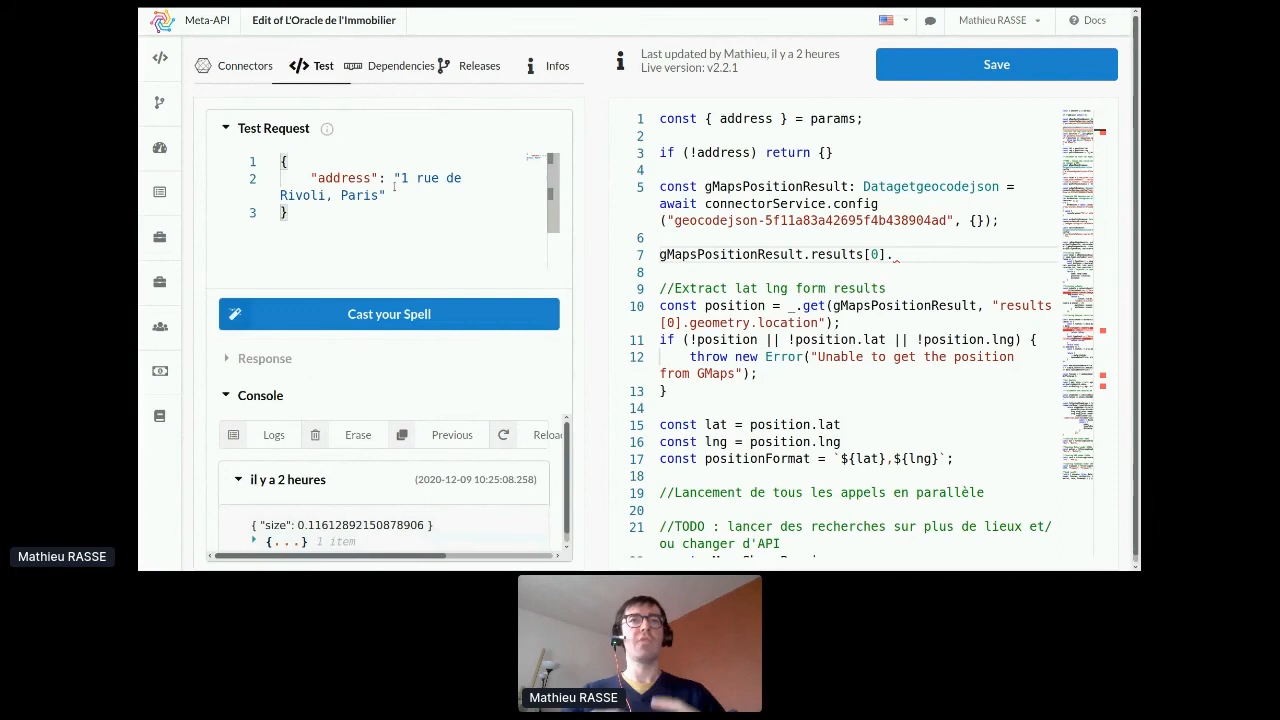 Meta-API
Edit of L'Oracle de l'Immobilier
Mathieu RASSE
Docs
Connectors
Test
Dependencies
Releases
Infos
Last updated by Mathieu, il y a 2 heures
Live version: v2.2.1
Save
Test Request
1 {
2 "address": "1 rue de
Rivoli, Paris"
3 }
Cast your Spell
Response
Console
Logs
Erase
Previous
Reloa
il y a 2 heures
(2020-12-09 10:25:08.258)
{ "size": 0.11612892150878906 }
{...} 1 item
1 const { address } = params;
2
3 if (!address) return {}
4
5 const gMapsPositionResult: Datagetgeocodejson =
await connectorService.config
("geocodejson-5f11a83a42695f4b438904ad", {});
6
7 gMapsPositionResult.results[0].
8
9 //Extract lat lng form results
10 const position = _.get(gMapsPositionResult, "results
[0].geometry.location");
11 if (!position || !position.lat || !position.lng) {
12 throw new Error("Unable to get the position
from GMaps");
13 }
14
15 const lat = position.lat
16 const lng = position.lng
17 const positionFormat = `${lat},${lng}`;
18
19 //Lancement de tous les appels en parallèle
20
21 //TODO : lancer des recherches sur plus de lieux et/
ou changer d'API
Mathieu RASSE
Mathieu RASSE